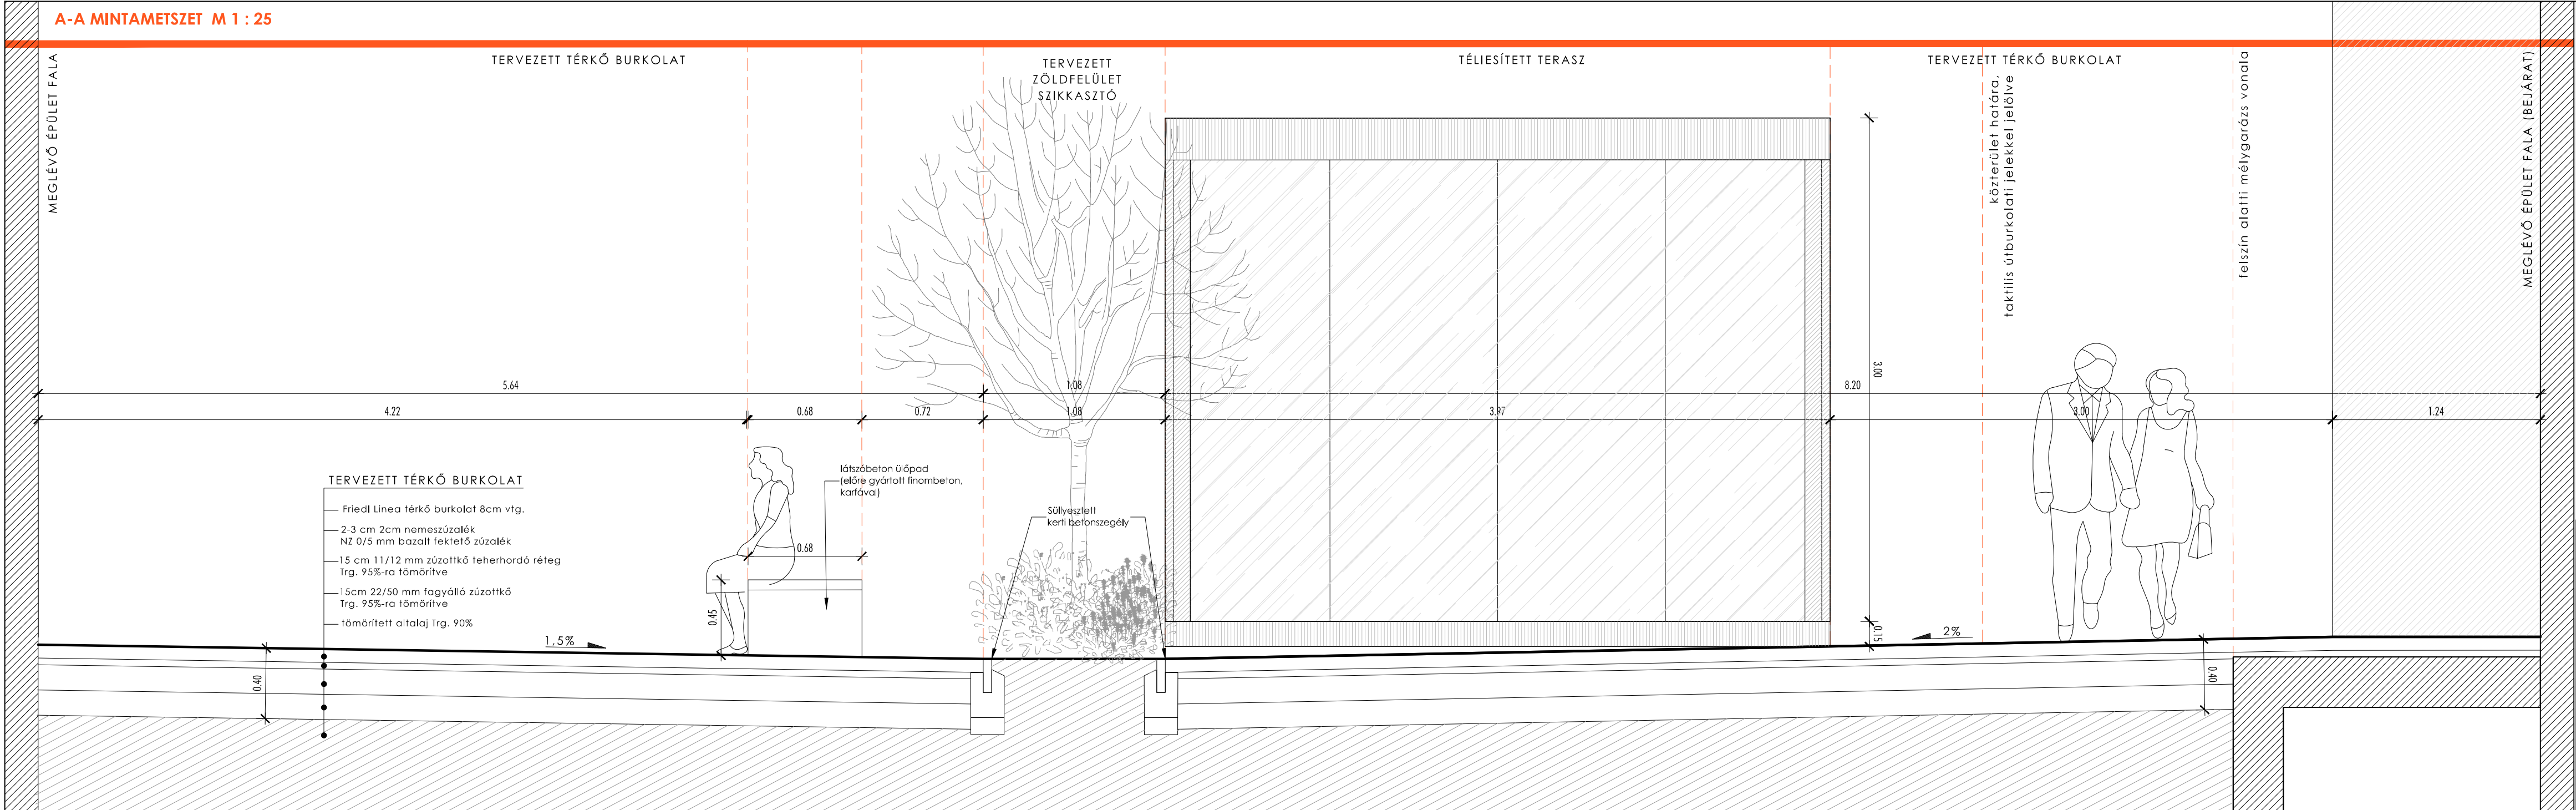 A-A MINTAMETSZET M 1 : 25
MEGLÉVŐ ÉPÜLET FALA
TERVEZETT TÉRKŐ BURKOLAT
TERVEZETT
ZÖLDFELÜLET
SZIKKASZTÓ
TÉLIESÍTETT TERASZ
TERVEZETT TÉRKŐ BURKOLAT
közterület határa,
taktilis útburkolati jelekkel jelölve
felszín alatti mélygarázs vonala
MEGLÉVŐ ÉPÜLET FALA (BEJÁRAT)
3.00
5.64
1.08
8.20
4.22
0.68
0.72
1.08
3.97
3.00
1.24
TERVEZETT TÉRKŐ BURKOLAT
Friedl Linea térkő burkolat 8cm vtg.
2-3 cm 2cm nemeszúzalék
NZ 0/5 mm bazalt fektető zúzalék
15 cm 11/12 mm zúzottkő teherhordó réteg
Trg. 95%-ra tömörítve
15cm 22/50 mm fagyálló zúzottkő
Trg. 95%-ra tömörítve
tömörített altalaj Trg. 90%
látszóbeton ülőpad
(előre gyártott finombeton,
karfával)
Süllyesztett
kerti betonszegély
0.68
0.45
0.15
1,5%
2%
0.40
0.40